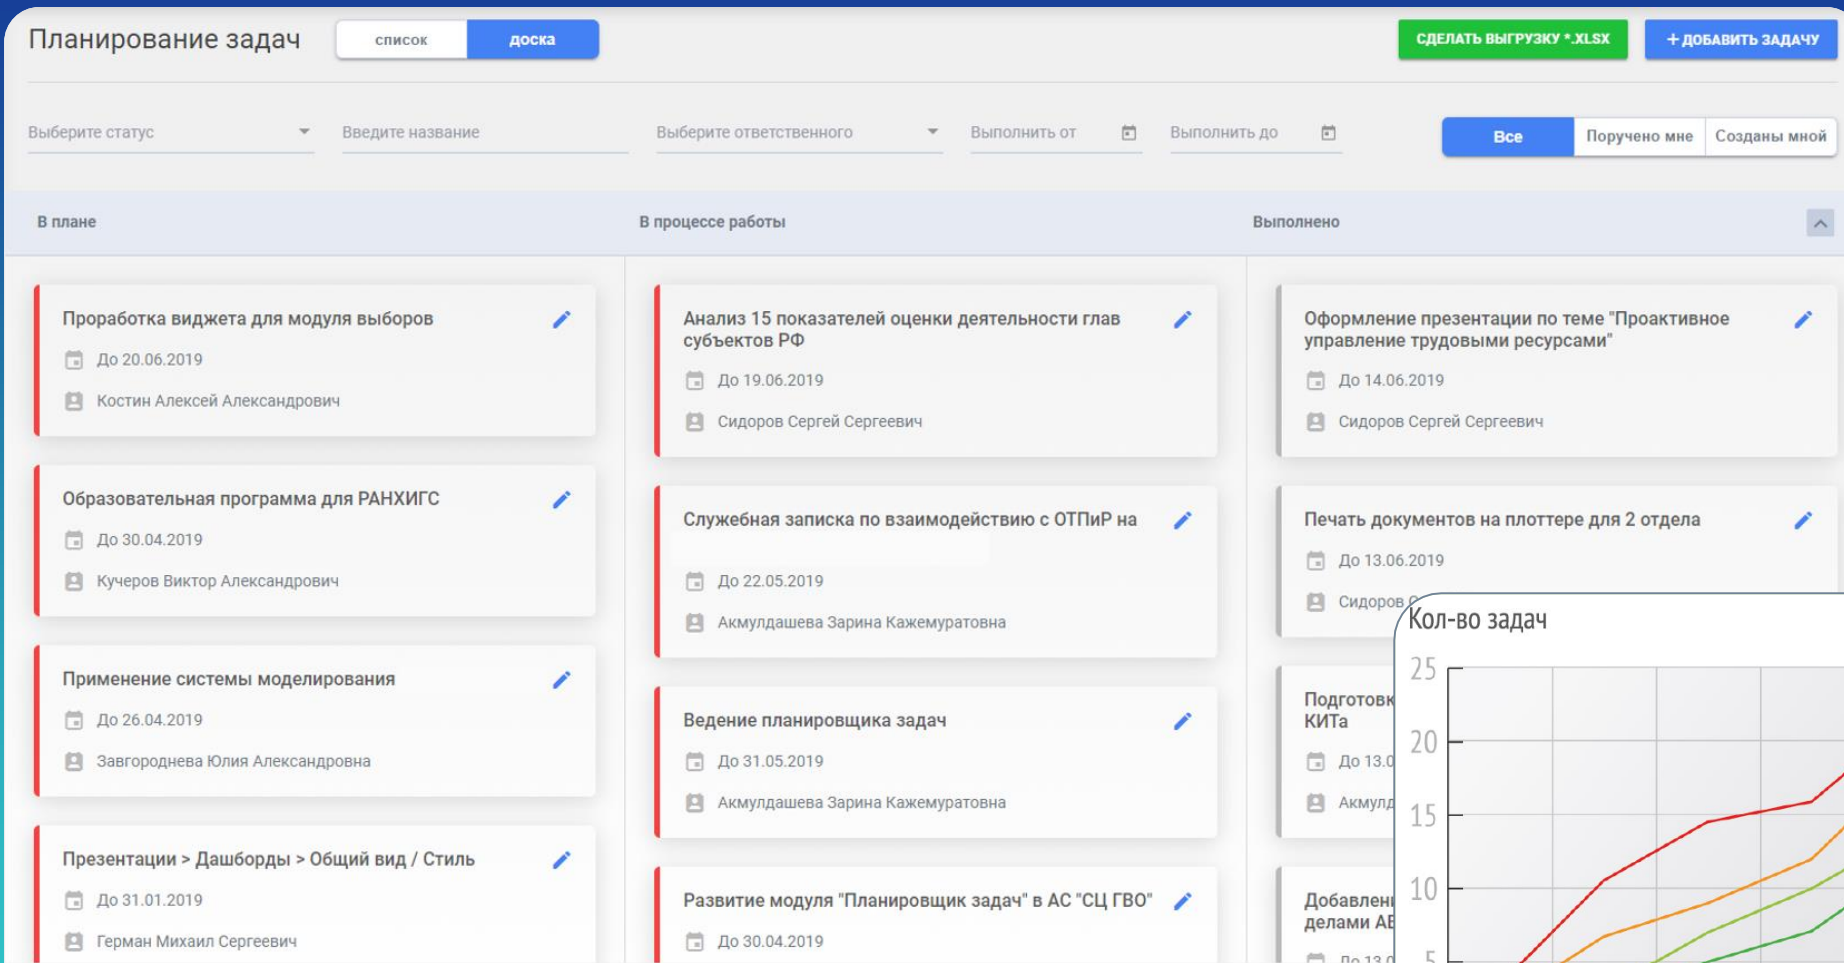 Планирование задач
список
доска
СДЕЛАТЬ ВЫГРУЗКУ *.XLSX
+ ДОБАВИТЬ ЗАДАЧУ
Выберите статус
Введите название
Выберите ответственного
Выполнить от
Выполнить до
Все
Поручено мне
Созданы мной
В плане
В процессе работы
Выполнено
Проработка виджета для модуля выборов
До 20.06.2019
Костин Алексей Александрович
Образовательная программа для РАНХИГС
До 30.04.2019
Кучеров Виктор Александрович
Применение системы моделирования
До 26.04.2019
Завгороднева Юлия Александровна
Презентации > Дашборды > Общий вид / Стиль
До 31.01.2019
Герман Михаил Сергеевич
Анализ 15 показателей оценки деятельности глав
субъектов РФ
До 19.06.2019
Сидоров Сергей Сергеевич
Служебная записка по взаимодействию с ОТПиР на
До 22.05.2019
Акмулдашева Зарина Кажемуратовна
Ведение планировщика задач
До 31.05.2019
Акмулдашева Зарина Кажемуратовна
Развитие модуля "Планировщик задач" в АС "СЦ ГВО"
До 30.04.2019
Оформление презентации по теме "Проактивное
управление трудовыми ресурсами"
До 14.06.2019
Сидоров Сергей Сергеевич
Печать документов на плоттере для 2 отдела
До 13.06.2019
Сидоров
КИТа
До 13.0
делами
До 13.0
Кол-во задач
25
20
15
10
5